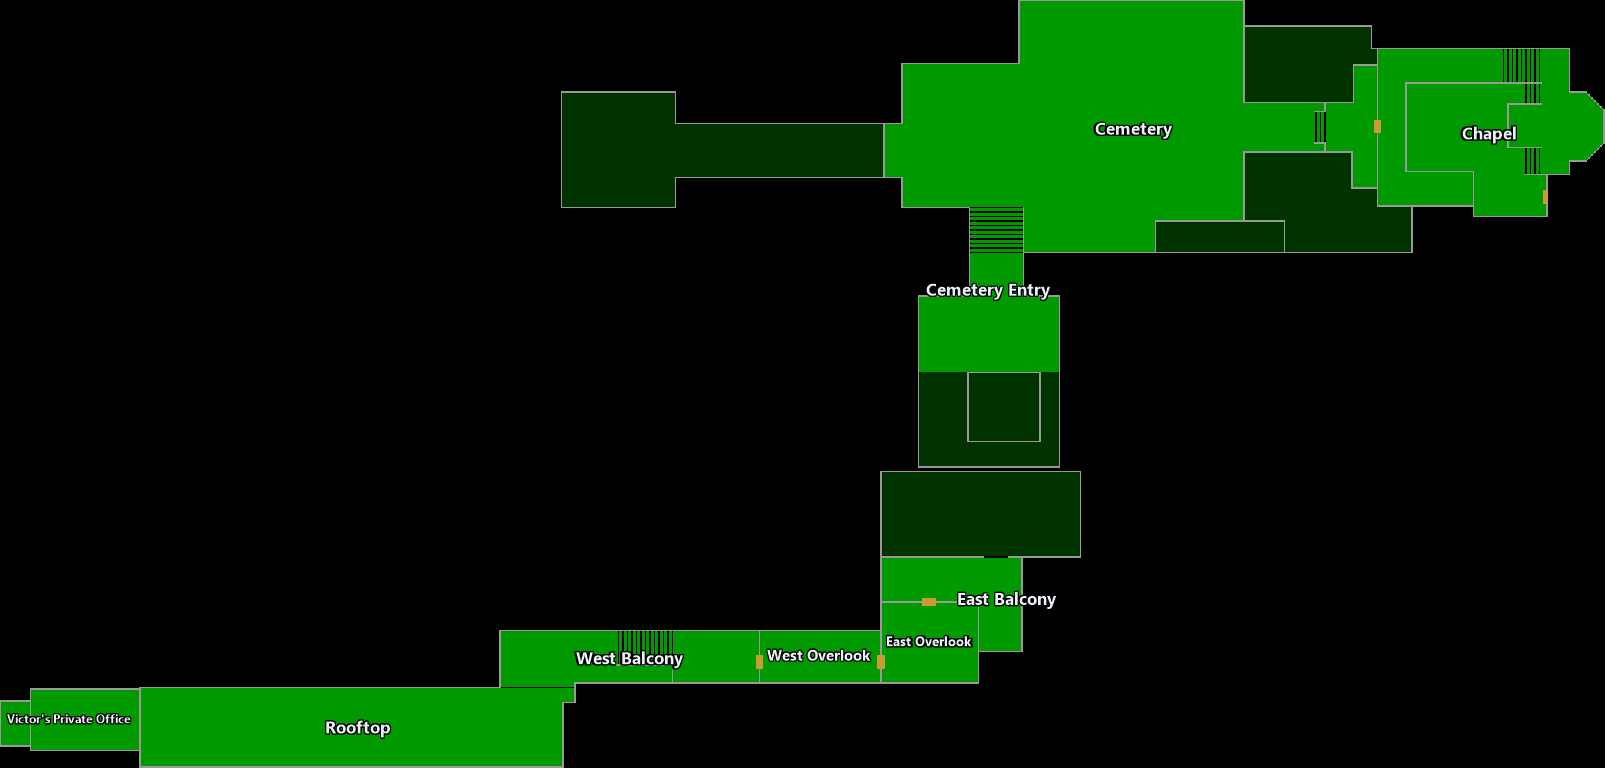 Cemetery
Chapel
Cemetery Entry
East Balcony
East Overlook
West Overlook
West Balcony
Victor's Private Office
Rooftop